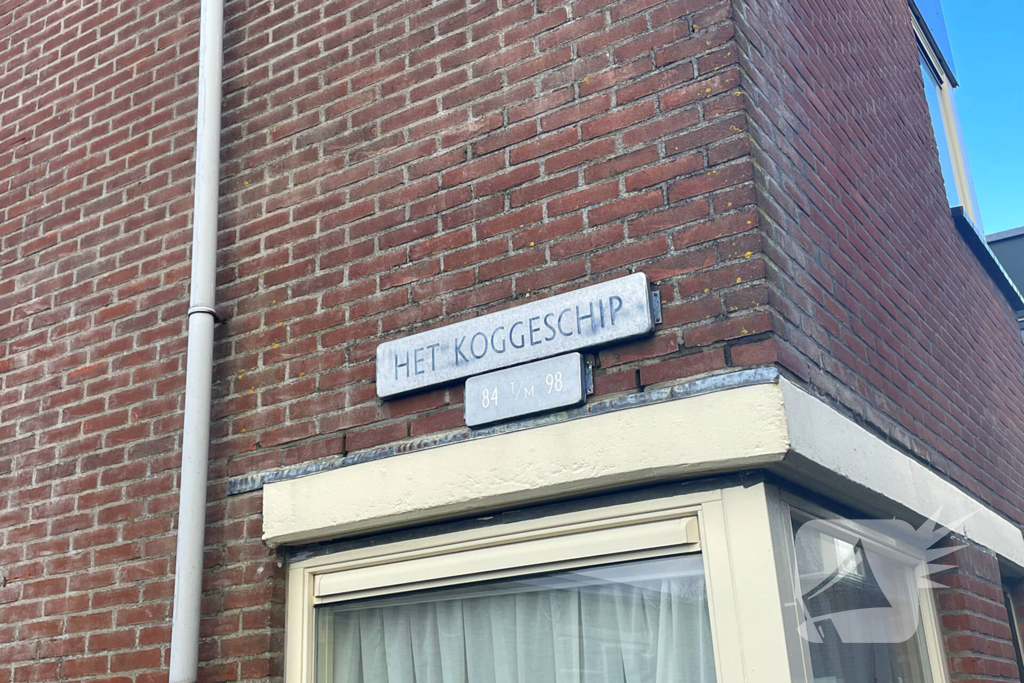 HET KOGGESCHIP
84 T/M 98